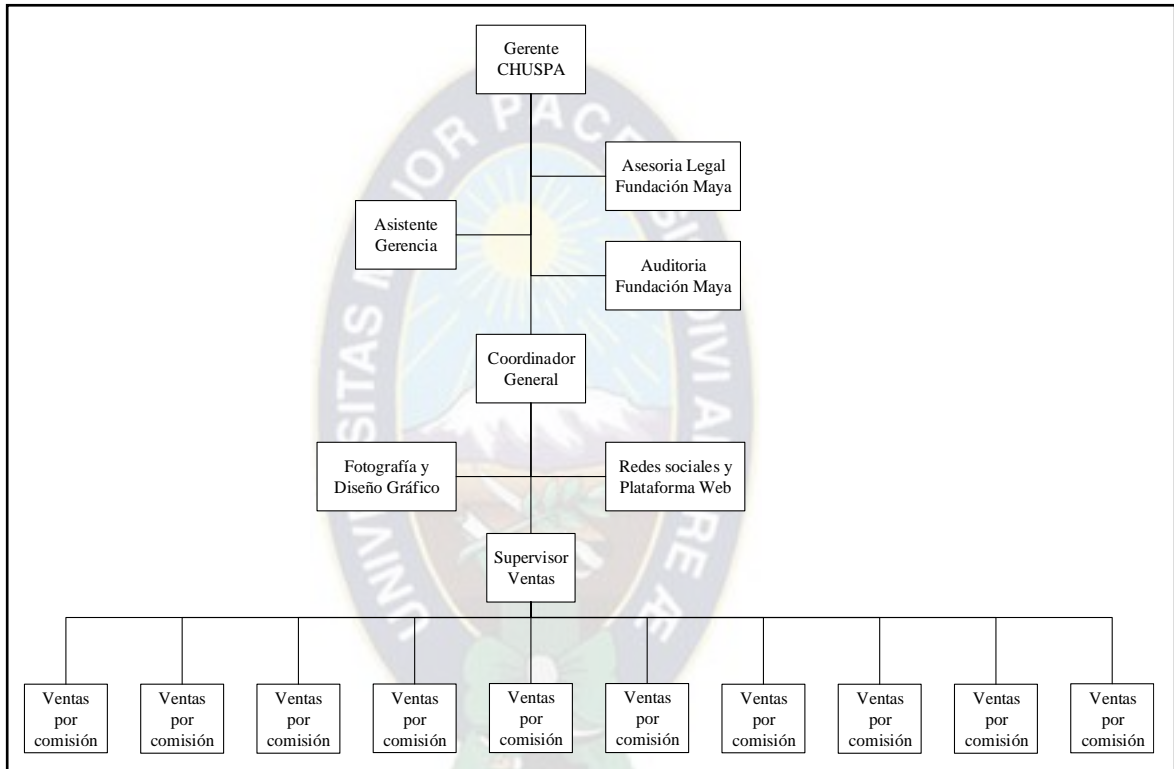 Gerente
CHUSPA
Asesoria Legal
Fundación Maya
Asistente
Gerencia
Auditoria
Fundación Maya
Coordinador
General
Fotografía y
Diseño Gráfico
Redes sociales y
Plataforma Web
Supervisor
Ventas
Ventas
por
comisión
Ventas
por
comisión
Ventas
por
comisión
Ventas
por
comisión
Ventas
por
comisión
Ventas
por
comisión
Ventas
por
comisión
Ventas
por
comisión
Ventas
por
comisión
Ventas
por
comisión